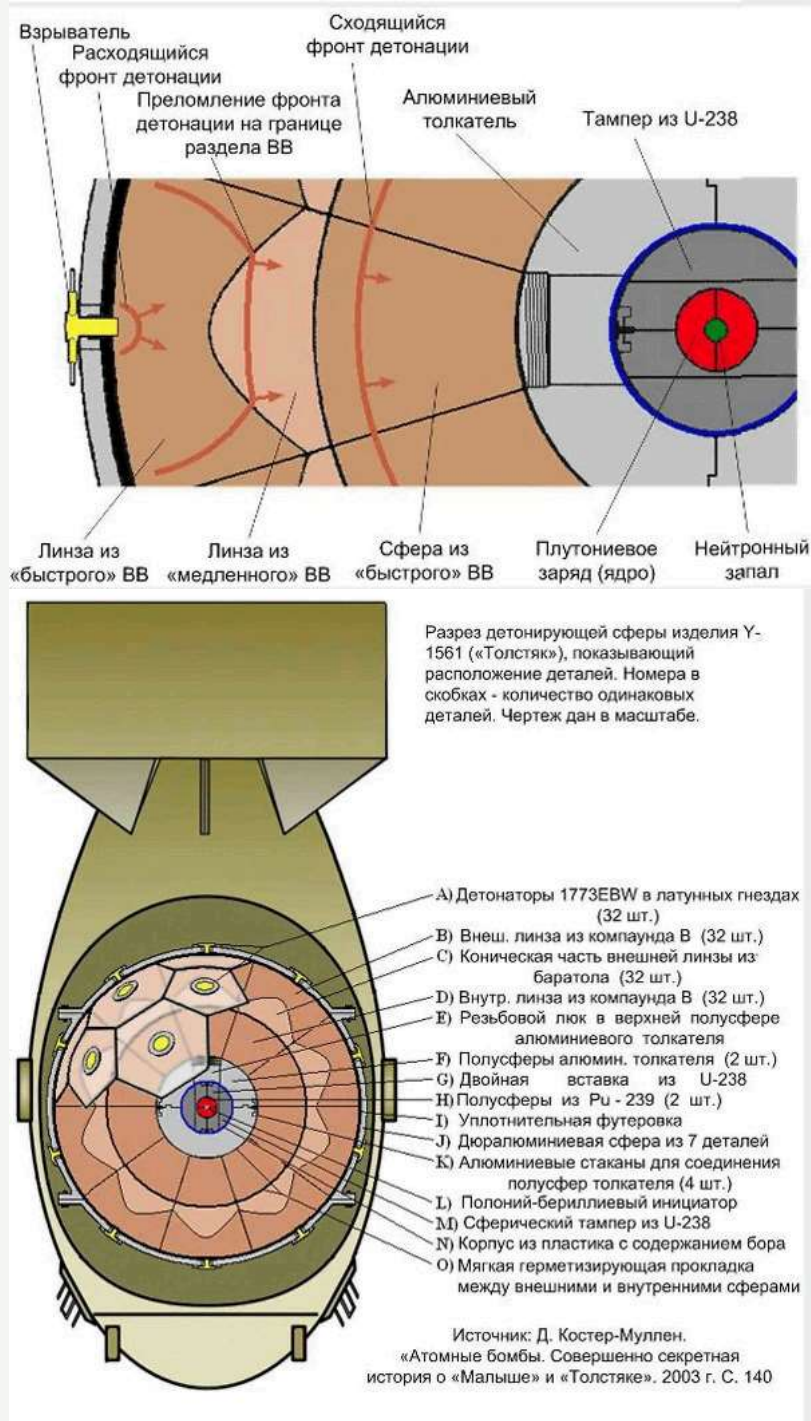 Взрыватель
Расходящийся
фронт детонации
Преломление фронта
детонации на границе
раздела ВВ
Сходящийся
фронт детонации
Алюминиевый
толкатель
Тампер из U-238
Линза из
«быстрого» ВВ
Линза из
«медленного» ВВ
Сфера из
«быстрого» ВВ
Плутониевое
заряд (ядро)
Нейтронный
запал
Разрез детонирующей сферы изделия Y-
1561 («Толстяк»), показывающий
расположение деталей. Номера в
скобках - количество одинаковых
деталей. Чертеж дан в масштабе.
A) Детонаторы 1773EBW в латунных гнездах
(32 шт.)
B) Внеш. линза из компаунда В (32 шт.)
C) Коническая часть внешней линзы из
баратола (32 шт.)
D) Внутр. линза из компаунда В (32 шт.)
E) Резьбовой люк в верхней полусфере
алюминиевого толкателя
F) Полусферы алюмин. толкателя (2 шт.)
G) Двойная вставка из U-238
H) Полусферы из Pu - 239 (2 шт.)
I) Уплотнительная футеровка
J) Дюралюминиевая сфера из 7 деталей
K) Алюминиевые стаканы для соединения
полусфер толкателя (4 шт.)
L) Полоний-бериллиевый инициатор
M) Сферический тампер из U-238
N) Корпус из пластика с содержанием бора
O) Мягкая герметизирующая прокладка
между внешними и внутренними сферами
Источник: Д. Костер-Муллен.
«Атомные бомбы. Совершенно секретная
история о «Малыше» и «Толстяке». 2003 г. С. 140